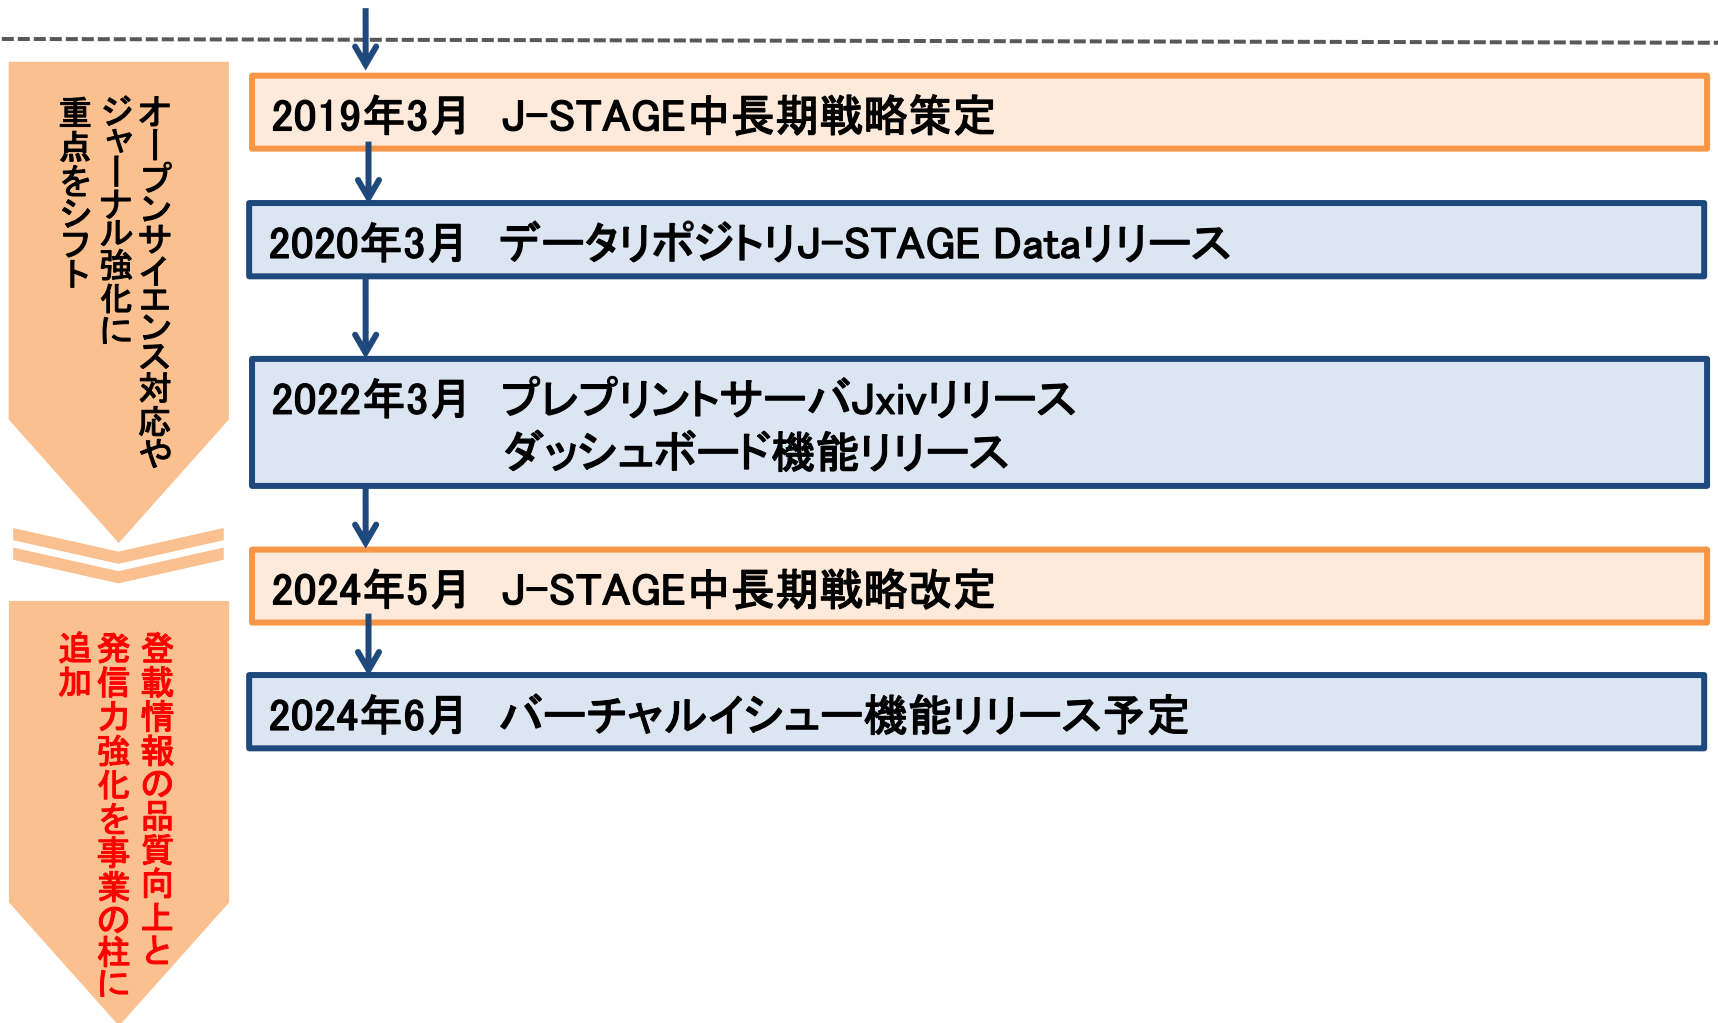 オープンサイエンス対応や
ジャーナル強化に
重点をシフト
2019年3月　J-STAGE中長期戦略策定
2020年3月　データリポジトリJ-STAGE Dataリリース
2022年3月　プレプリントサーバJxivリリース
ダッシュボード機能リリース
2024年5月　J-STAGE中長期戦略改定
2024年6月　バーチャルイシュー機能リリース予定
登載情報の品質向上と
発信力強化を事業の柱に
追加